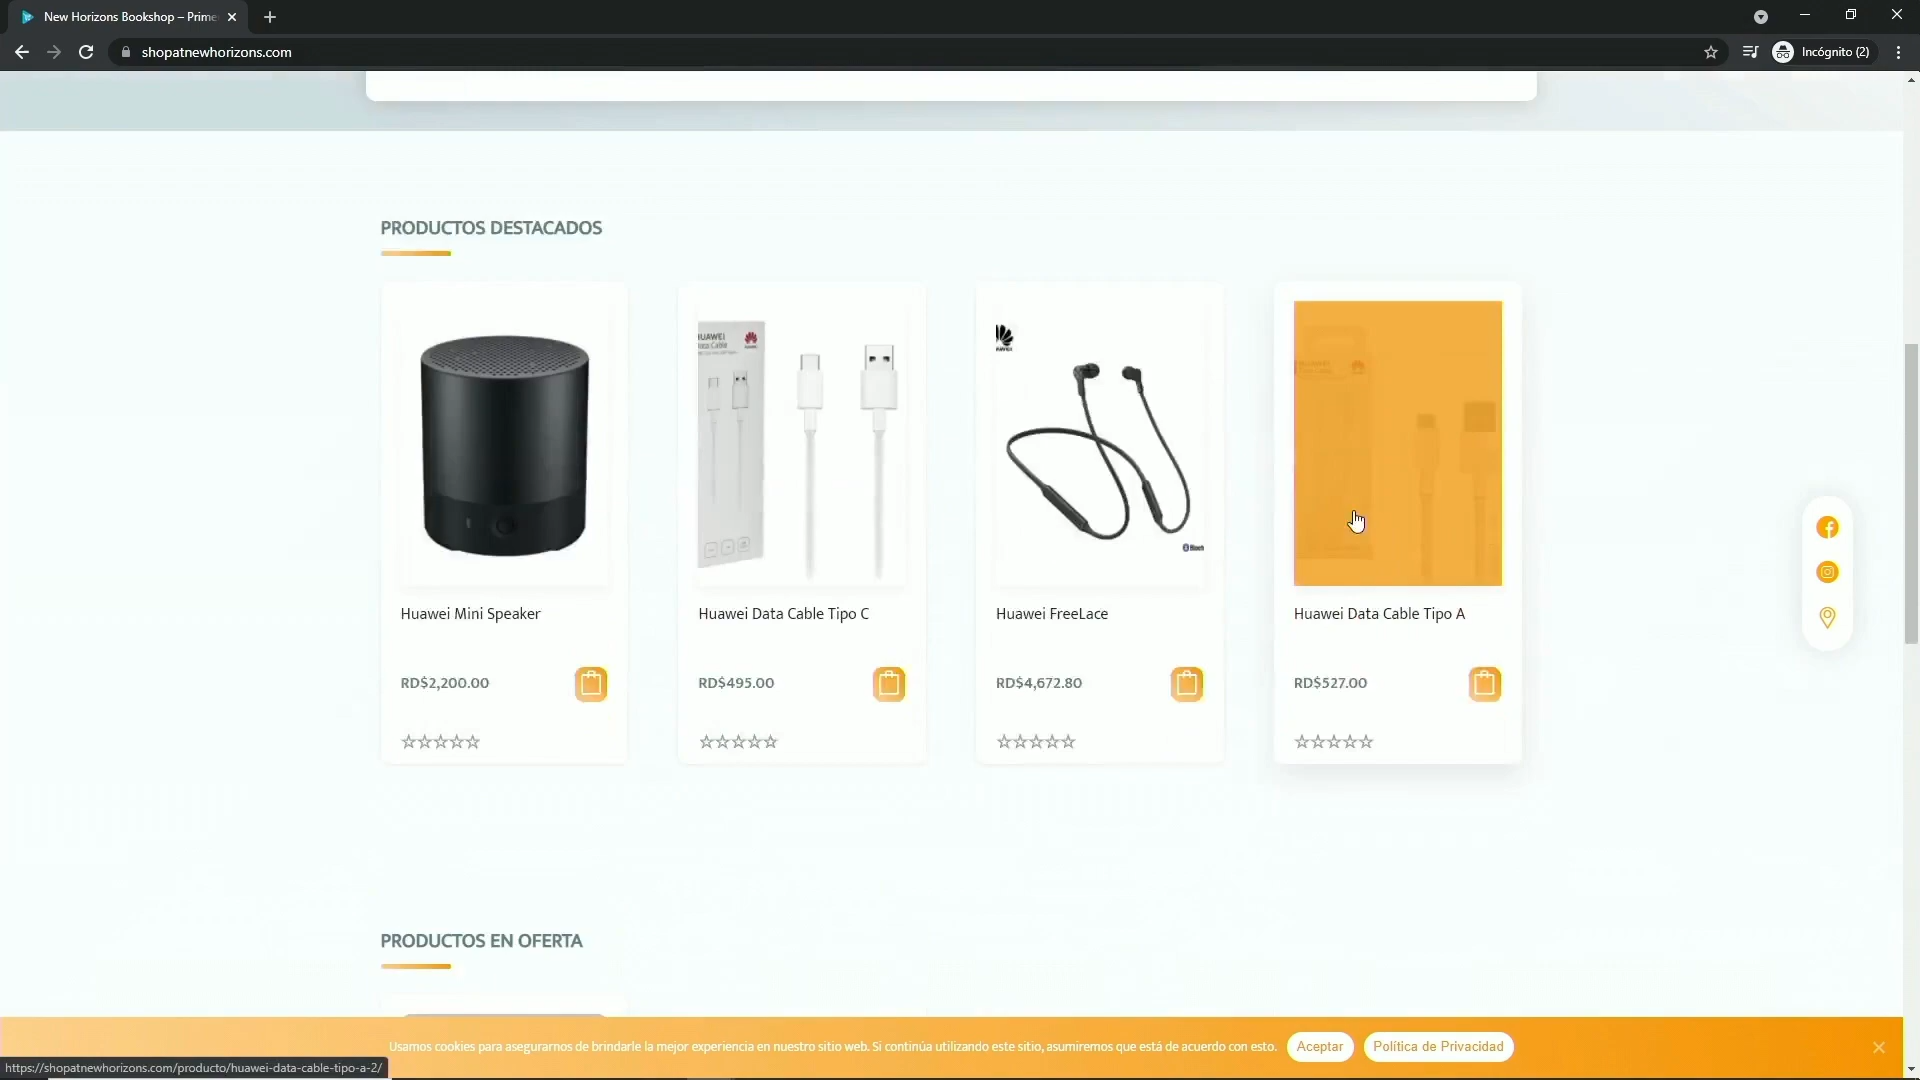 New Horizons Bookshop – Prime
shopatnewhorizons.com
Incógnito (2)
PRODUCTOS DESTACADOS
HUAWEI
Data Cable
HUAWEI
Huawei Mini Speaker
Huawei Data Cable Tipo C
Huawei FreeLace
Huawei Data Cable Tipo A
RD$2,200.00
RD$495.00
RD$4,672.80
RD$527.00
PRODUCTOS EN OFERTA
Usamos cookies para asegurarnos de brindarle la mejor experiencia en nuestro sitio web. Si continúa utilizando este sitio, asumiremos que está de acuerdo con esto.
Aceptar
Política de Privacidad
https://shopatnewhorizons.com/producto/huawei-data-cable-tipo-a-2/